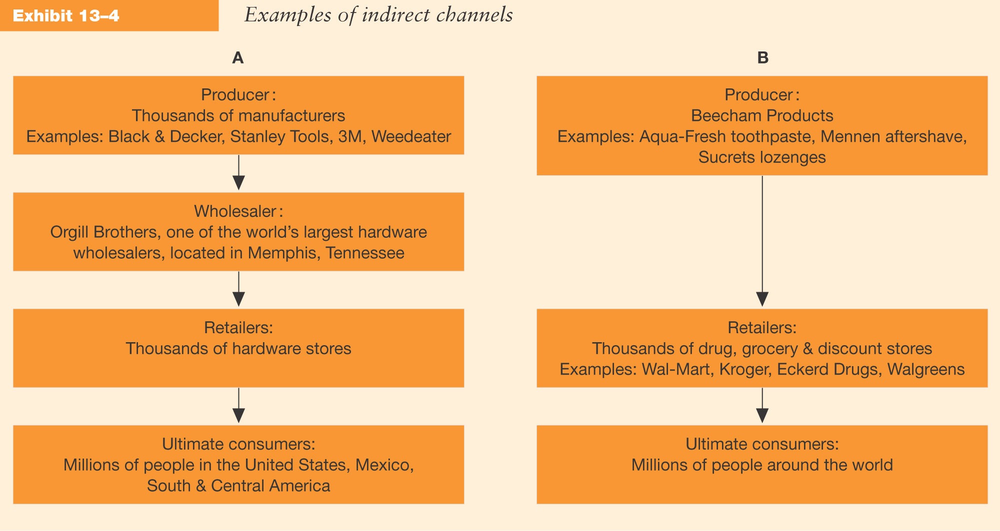 Exhibit 13–4
Examples of indirect channels
A
Producer:
Thousands of manufacturers
Examples: Black & Decker, Stanley Tools, 3M, Weedeater
Wholesaler:
Orgill Brothers, one of the world’s largest hardware
wholesalers, located in Memphis, Tennessee
Retailers:
Thousands of hardware stores
Ultimate consumers:
Millions of people in the United States, Mexico,
South & Central America
B
Producer:
Beecham Products
Examples: Aqua-Fresh toothpaste, Mennen aftershave,
Sucrets lozenges
Retailers:
Thousands of drug, grocery & discount stores
Examples: Wal-Mart, Kroger, Eckerd Drugs, Walgreens
Ultimate consumers:
Millions of people around the world